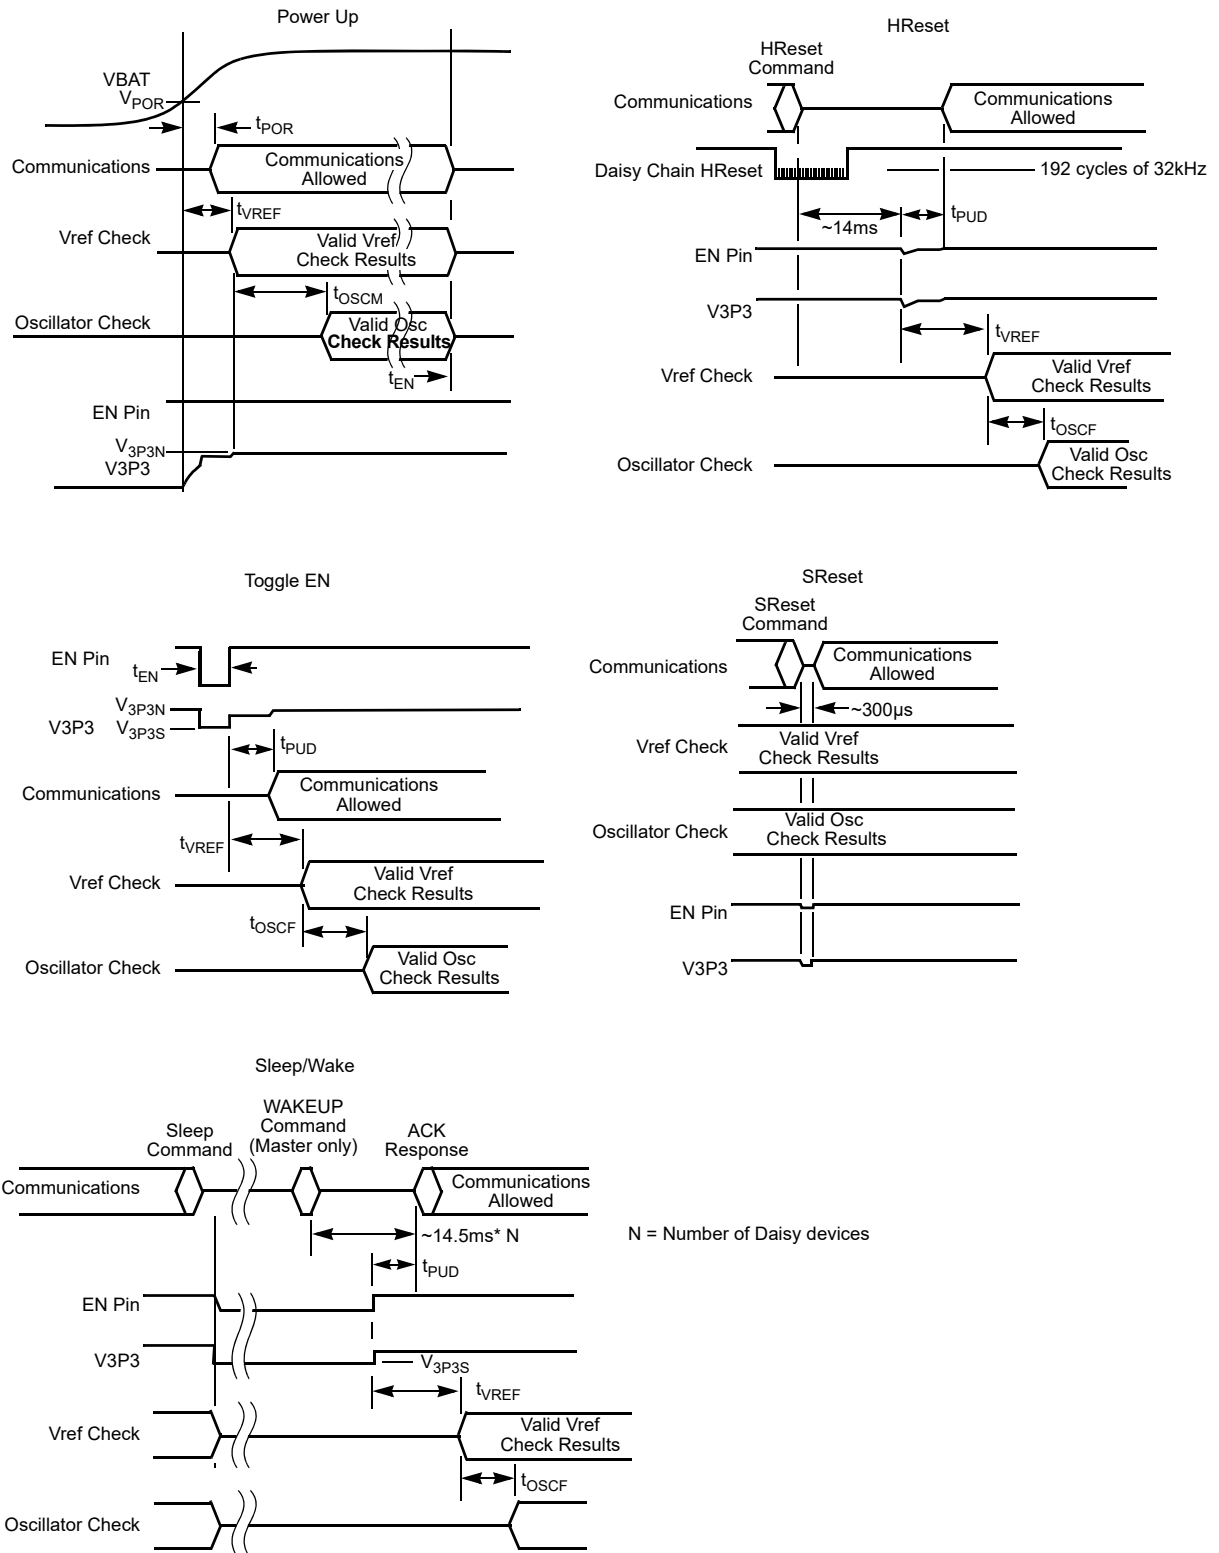 Power Up
VBAT
VPOR
tPOR
Communications
Communications
Allowed
tVREF
Vref Check
Valid Vref
Check Results
tOSCM
Oscillator Check
Valid Osc
Check Results
tEN
EN Pin
V3P3N
V3P3
HReset
HReset
Command
Communications
Communications
Allowed
Daisy Chain HReset
192 cycles of 32kHz
~14ms
tPUD
EN Pin
V3P3
tVREF
Vref Check
Valid Vref
Check Results
tOSCF
Oscillator Check
Valid Osc
Check Results
Toggle EN
EN Pin
tEN
V3P3N
V3P3
V3P3S
tPUD
Communications
Communications
Allowed
tVREF
Vref Check
Valid Vref
Check Results
tOSCF
Oscillator Check
Valid Osc
Check Results
SReset
SReset
Command
Communications
Communications
Allowed
~300µs
Vref Check
Valid Vref
Check Results
Oscillator Check
Valid Osc
Check Results
EN Pin
V3P3
Sleep/Wake
Sleep
Command
WAKEUP
Command
(Master only)
ACK
Response
Communications
Communications
Allowed
~14.5ms* N
N = Number of Daisy devices
tPUD
EN Pin
V3P3
V3P3S
tVREF
Vref Check
Valid Vref
Check Results
tOSCF
Oscillator Check